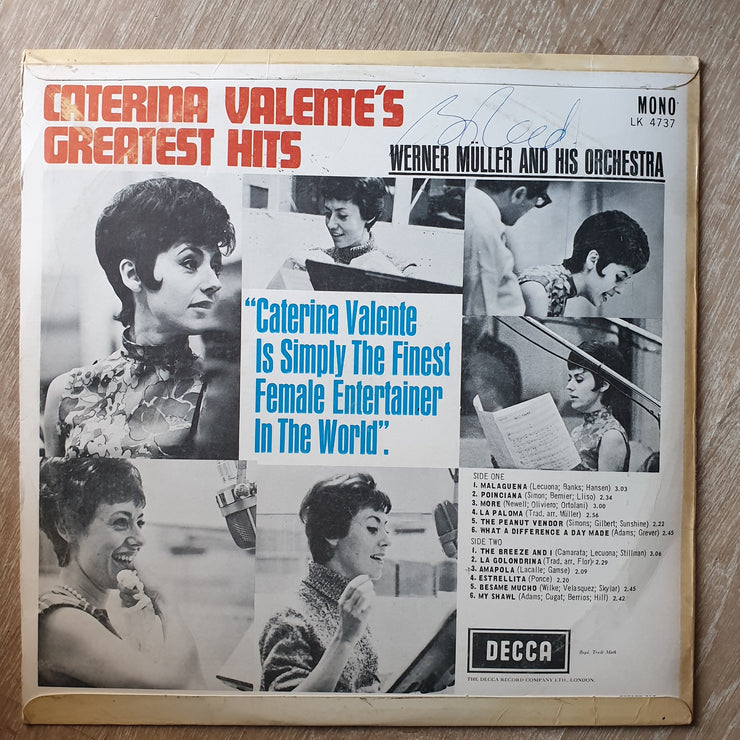 CATERINA VALENTE'S
GREATEST HITS
MONO
LK 4737
WERNER MÜLLER AND HIS ORCHESTRA
"Caterina Valente
Is Simply The Finest
Female Entertainer
In The World".
SIDE ONE
1. MALAGUENA (Lecuona; Banks; Hansen) 3.03
2. POINCIANA (Simon; Bernier; Lliso) 2.34
3. MORE (Newell; Oliviero; Ortolani) 3.00
4. LA PALOMA (Trad. arr. Müller) 2.56
5. THE PEANUT VENDOR (Simons; Gilbert; Sunshine) 2.22
6. WHAT A DIFFERENCE A DAY MADE (Adams; Grever) 2.45
SIDE TWO
1. THE BREEZE AND I (Camarata; Lecuona; Stillman) 3.06
2. LA GOLONDRINA (Trad. arr. Flor) 2.29
3. AMAPOLA (Lacalle; Gamse) 2.09
4. ESTRELLITA (Ponce) 2.20
5. BESAME MUCHO (Wilke; Velasquez; Skylar) 2.45
6. MY SHAWL (Adams; Cugat; Berrios; Hill) 2.42
DECCA
Regd. Trade Mark
THE DECCA RECORD COMPANY LTD., LONDON.